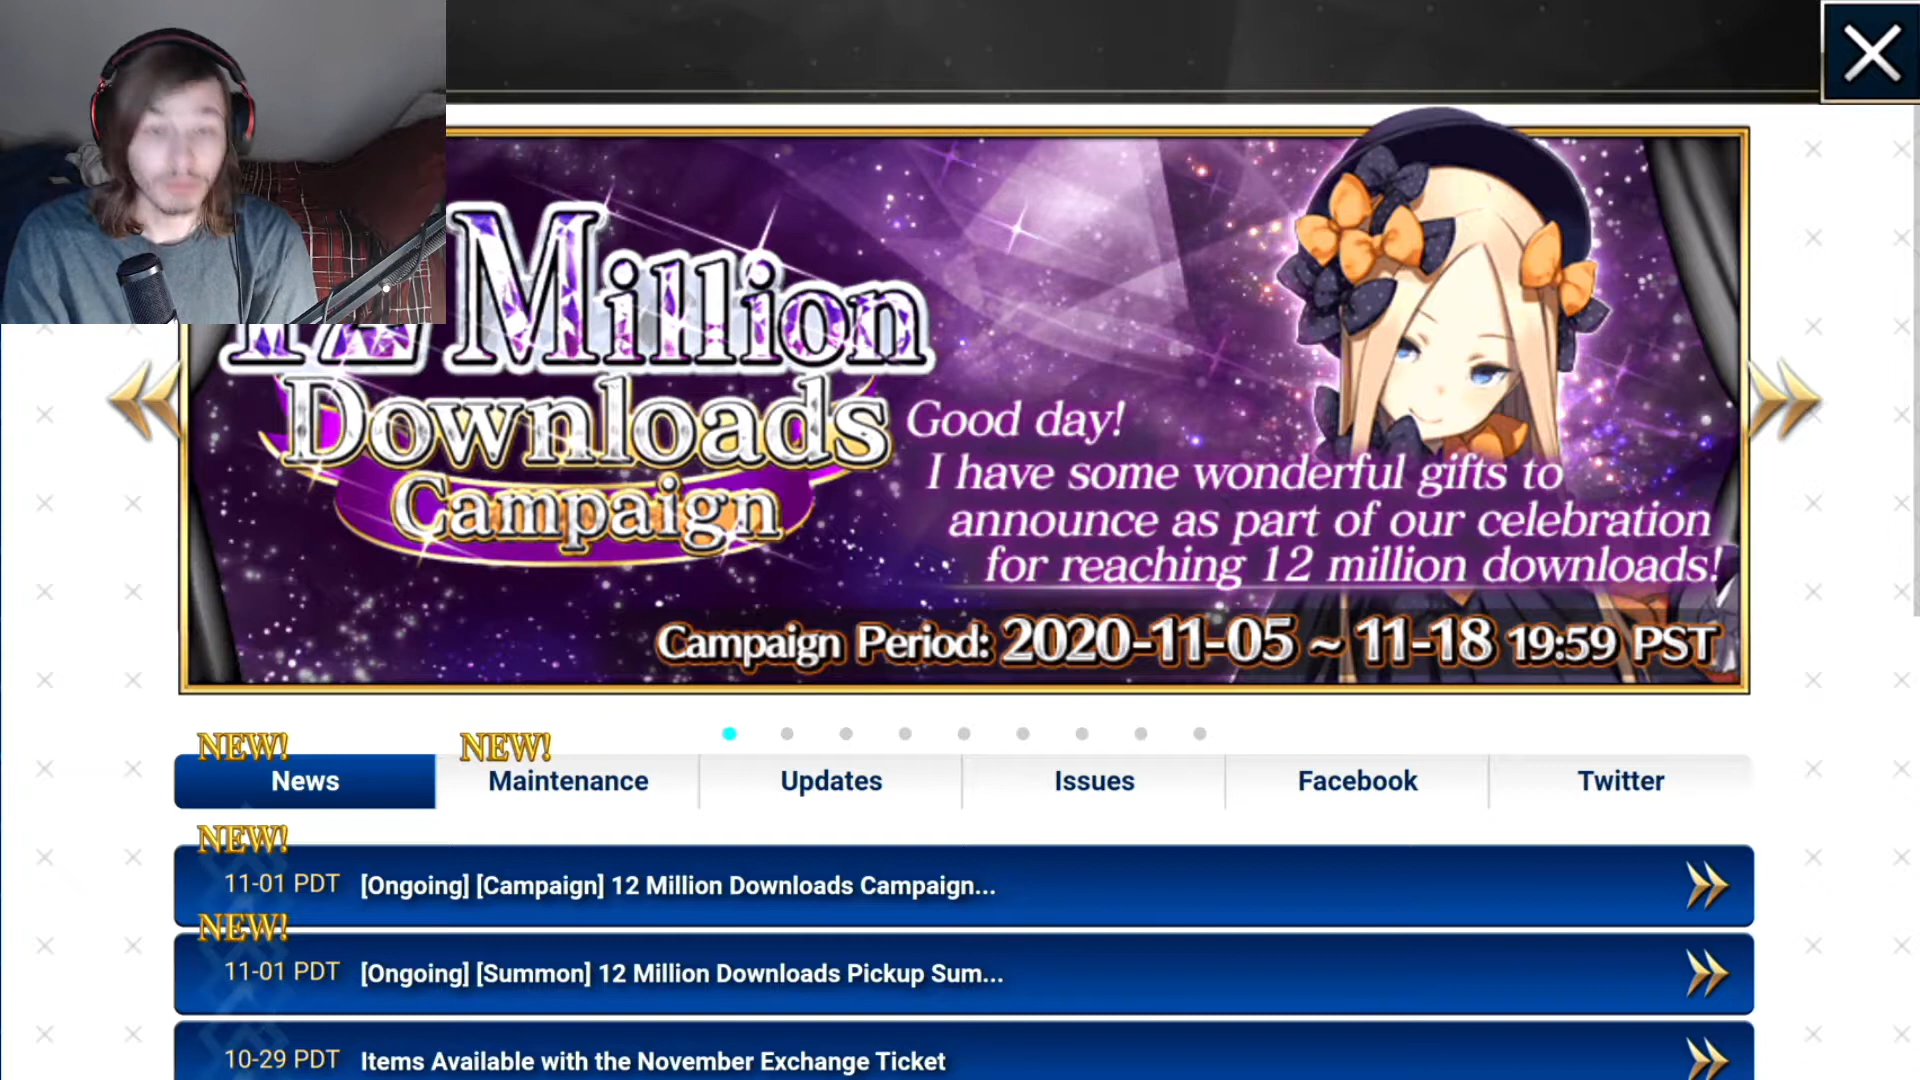 12 Million
Downloads
Campaign
Good day!
I have some wonderful gifts to
announce as part of our celebration
for reaching 12 million downloads!
Campaign Period: 2020-11-05 ~ 11-18 19:59 PST
NEW!
NEW!
News
Maintenance
Updates
Issues
Facebook
Twitter
NEW!
11-01 PDT [Ongoing] [Campaign] 12 Million Downloads Campaign...
NEW!
11-01 PDT [Ongoing] [Summon] 12 Million Downloads Pickup Sum...
10-29 PDT Items Available with the November Exchange Ticket